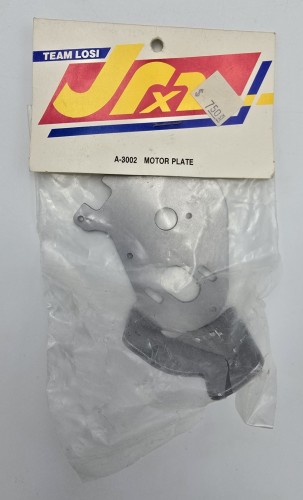 TEAM LOSI
JRX2
$
7.50
A-3002 MOTOR PLATE